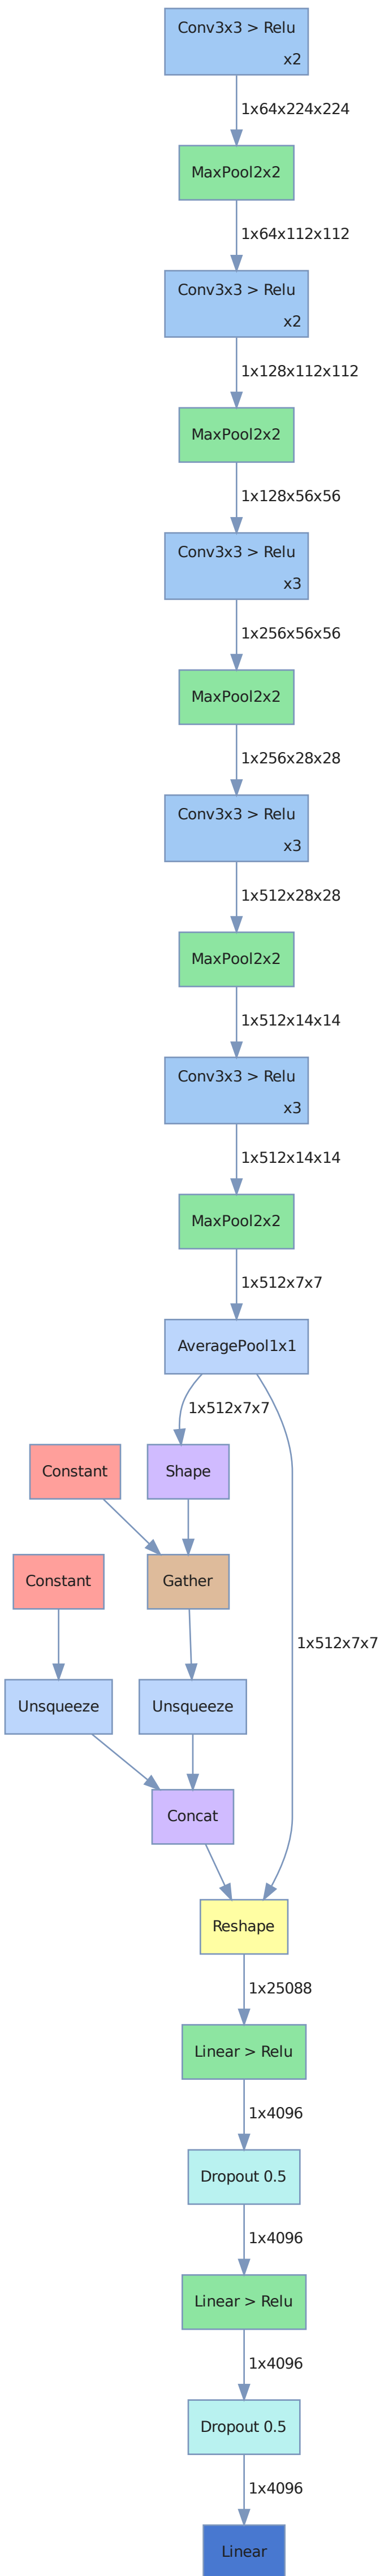 Conv3x3 > Relu
x2
1x64x224x224
MaxPool2x2
1x64x112x112
Conv3x3 > Relu
x2
1x128x112x112
MaxPool2x2
1x128x56x56
Conv3x3 > Relu
x3
1x256x56x56
MaxPool2x2
1x256x28x28
Conv3x3 > Relu
x3
1x512x28x28
MaxPool2x2
1x512x14x14
Conv3x3 > Relu
x3
1x512x14x14
MaxPool2x2
1x512x7x7
AveragePool1x1
1x512x7x7
Constant
Shape
Constant
Gather
1x512x7x7
Unsqueeze
Unsqueeze
Concat
Reshape
1x25088
Linear > Relu
1x4096
Dropout 0.5
1x4096
Linear > Relu
1x4096
Dropout 0.5
1x4096
Linear